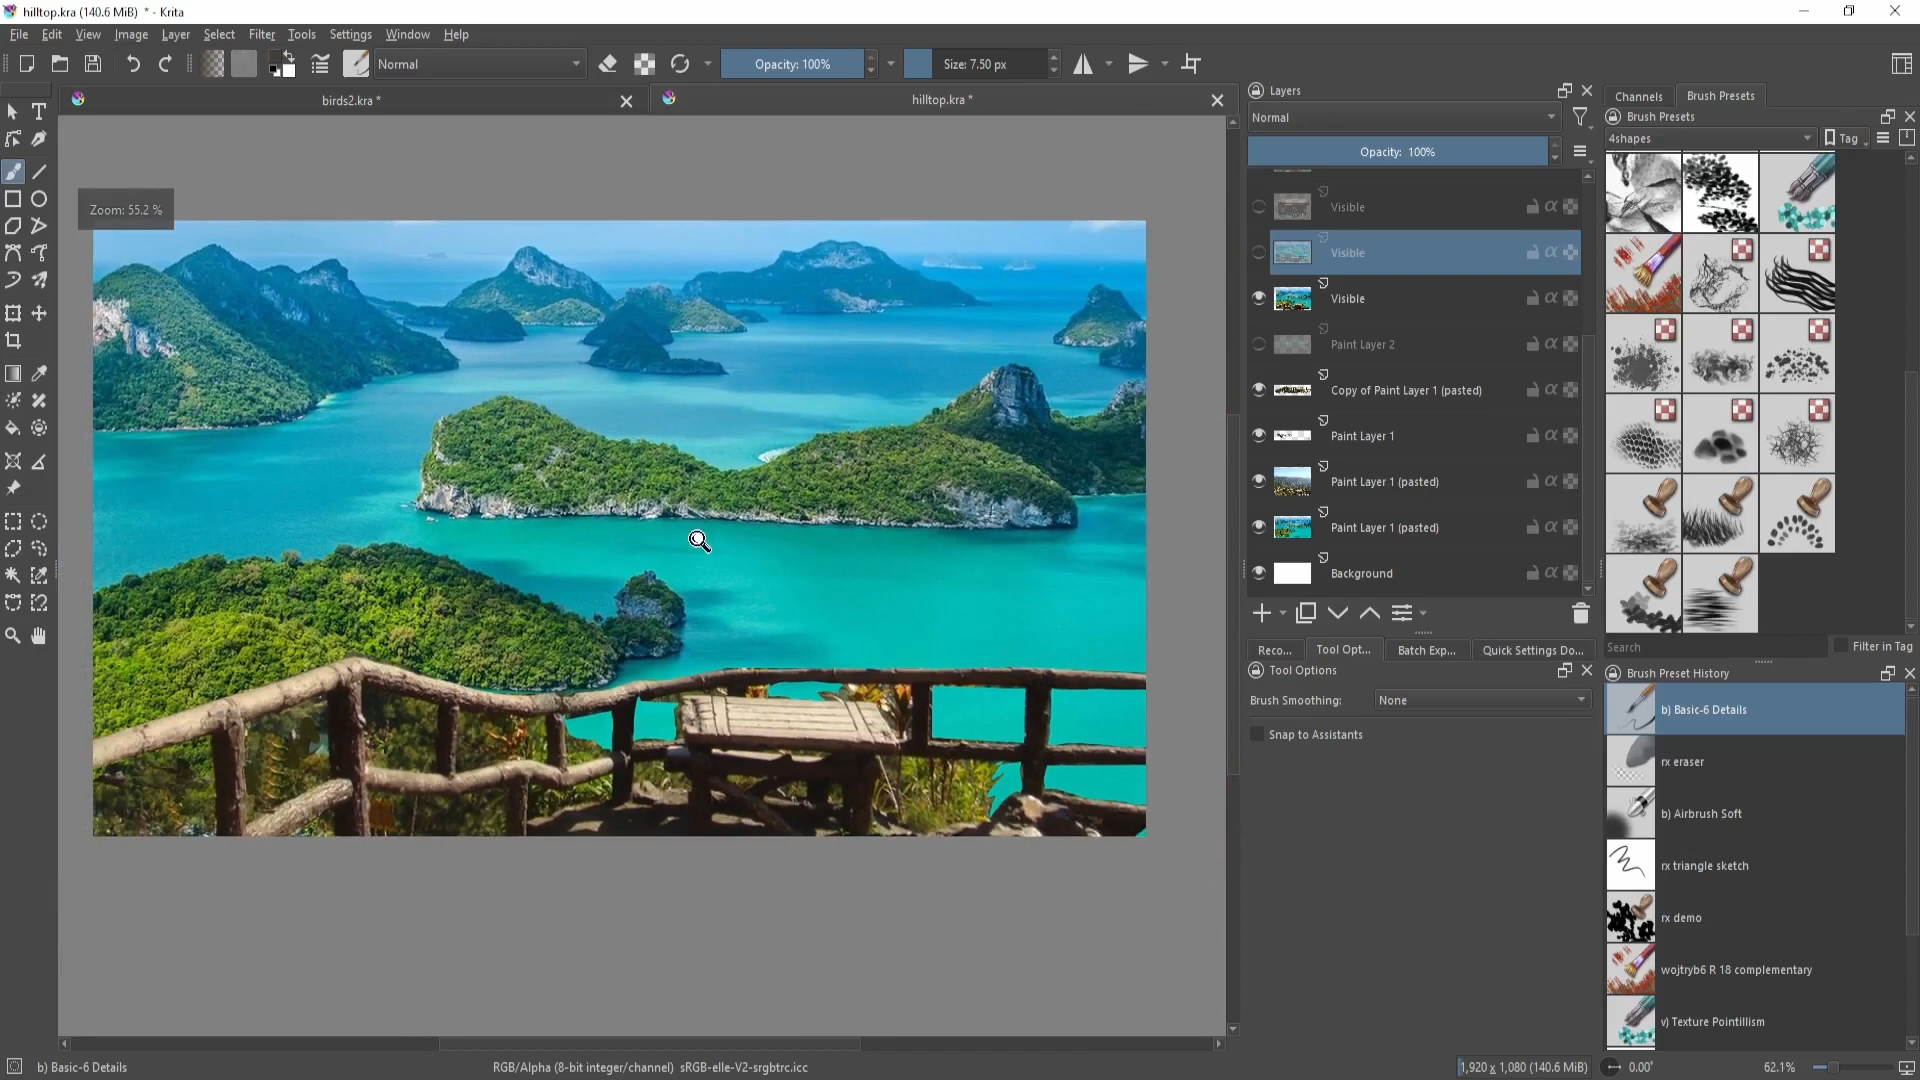 hilltop.kra (140.6 MiB) * - Krita
File Edit View Image Layer Select Filter Tools Settings Window Help
Normal Opacity: 100% Size: 7.50 px
birds2.kra * hilltop.kra *
Zoom: 55.2 %
Layers
Normal
Opacity: 100%
Visible
Visible
Visible
Paint Layer 2
Copy of Paint Layer 1 (pasted)
Paint Layer 1
Paint Layer 1 (pasted)
Paint Layer 1 (pasted)
Background
Reco... Tool Opt... Batch Exp... Quick Settings Do...
Tool Options
Brush Smoothing: None
Snap to Assistants
Channels Brush Presets
Brush Presets
4shapes Tag
Search Filter in Tag
Brush Preset History
b) Basic-6 Details
rx eraser
b) Airbrush Soft
rx triangle sketch
rx demo
wojtryb6 R 18 complementary
v) Texture Pointillism
b) Basic-6 Details RGB/Alpha (8-bit integer/channel) sRGB-elle-V2-srgbtrc.icc 1,920 x 1,080 (140.6 MiB) 0.00° 62.1%